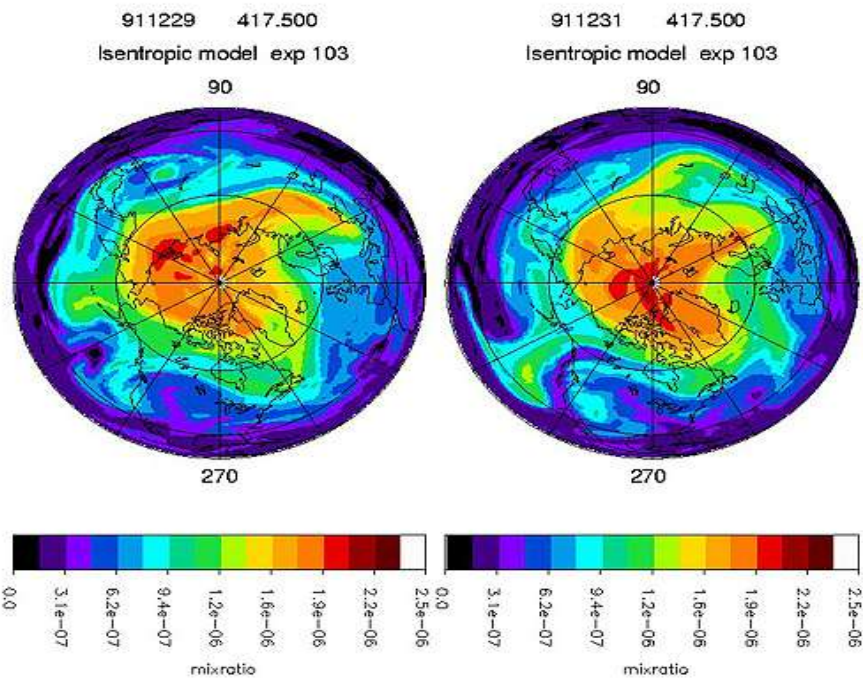 911229 417.500
Isentropic model exp 103
90
270
0.0 3.1e-07 6.2e-07 9.4e-07 1.2e-06 1.6e-06 1.9e-06 2.2e-06 2.5e-06
mixratio
911231 417.500
Isentropic model exp 103
90
270
0.0 3.1e-07 6.2e-07 9.4e-07 1.2e-06 1.6e-06 1.9e-06 2.2e-06 2.5e-06
mixratio